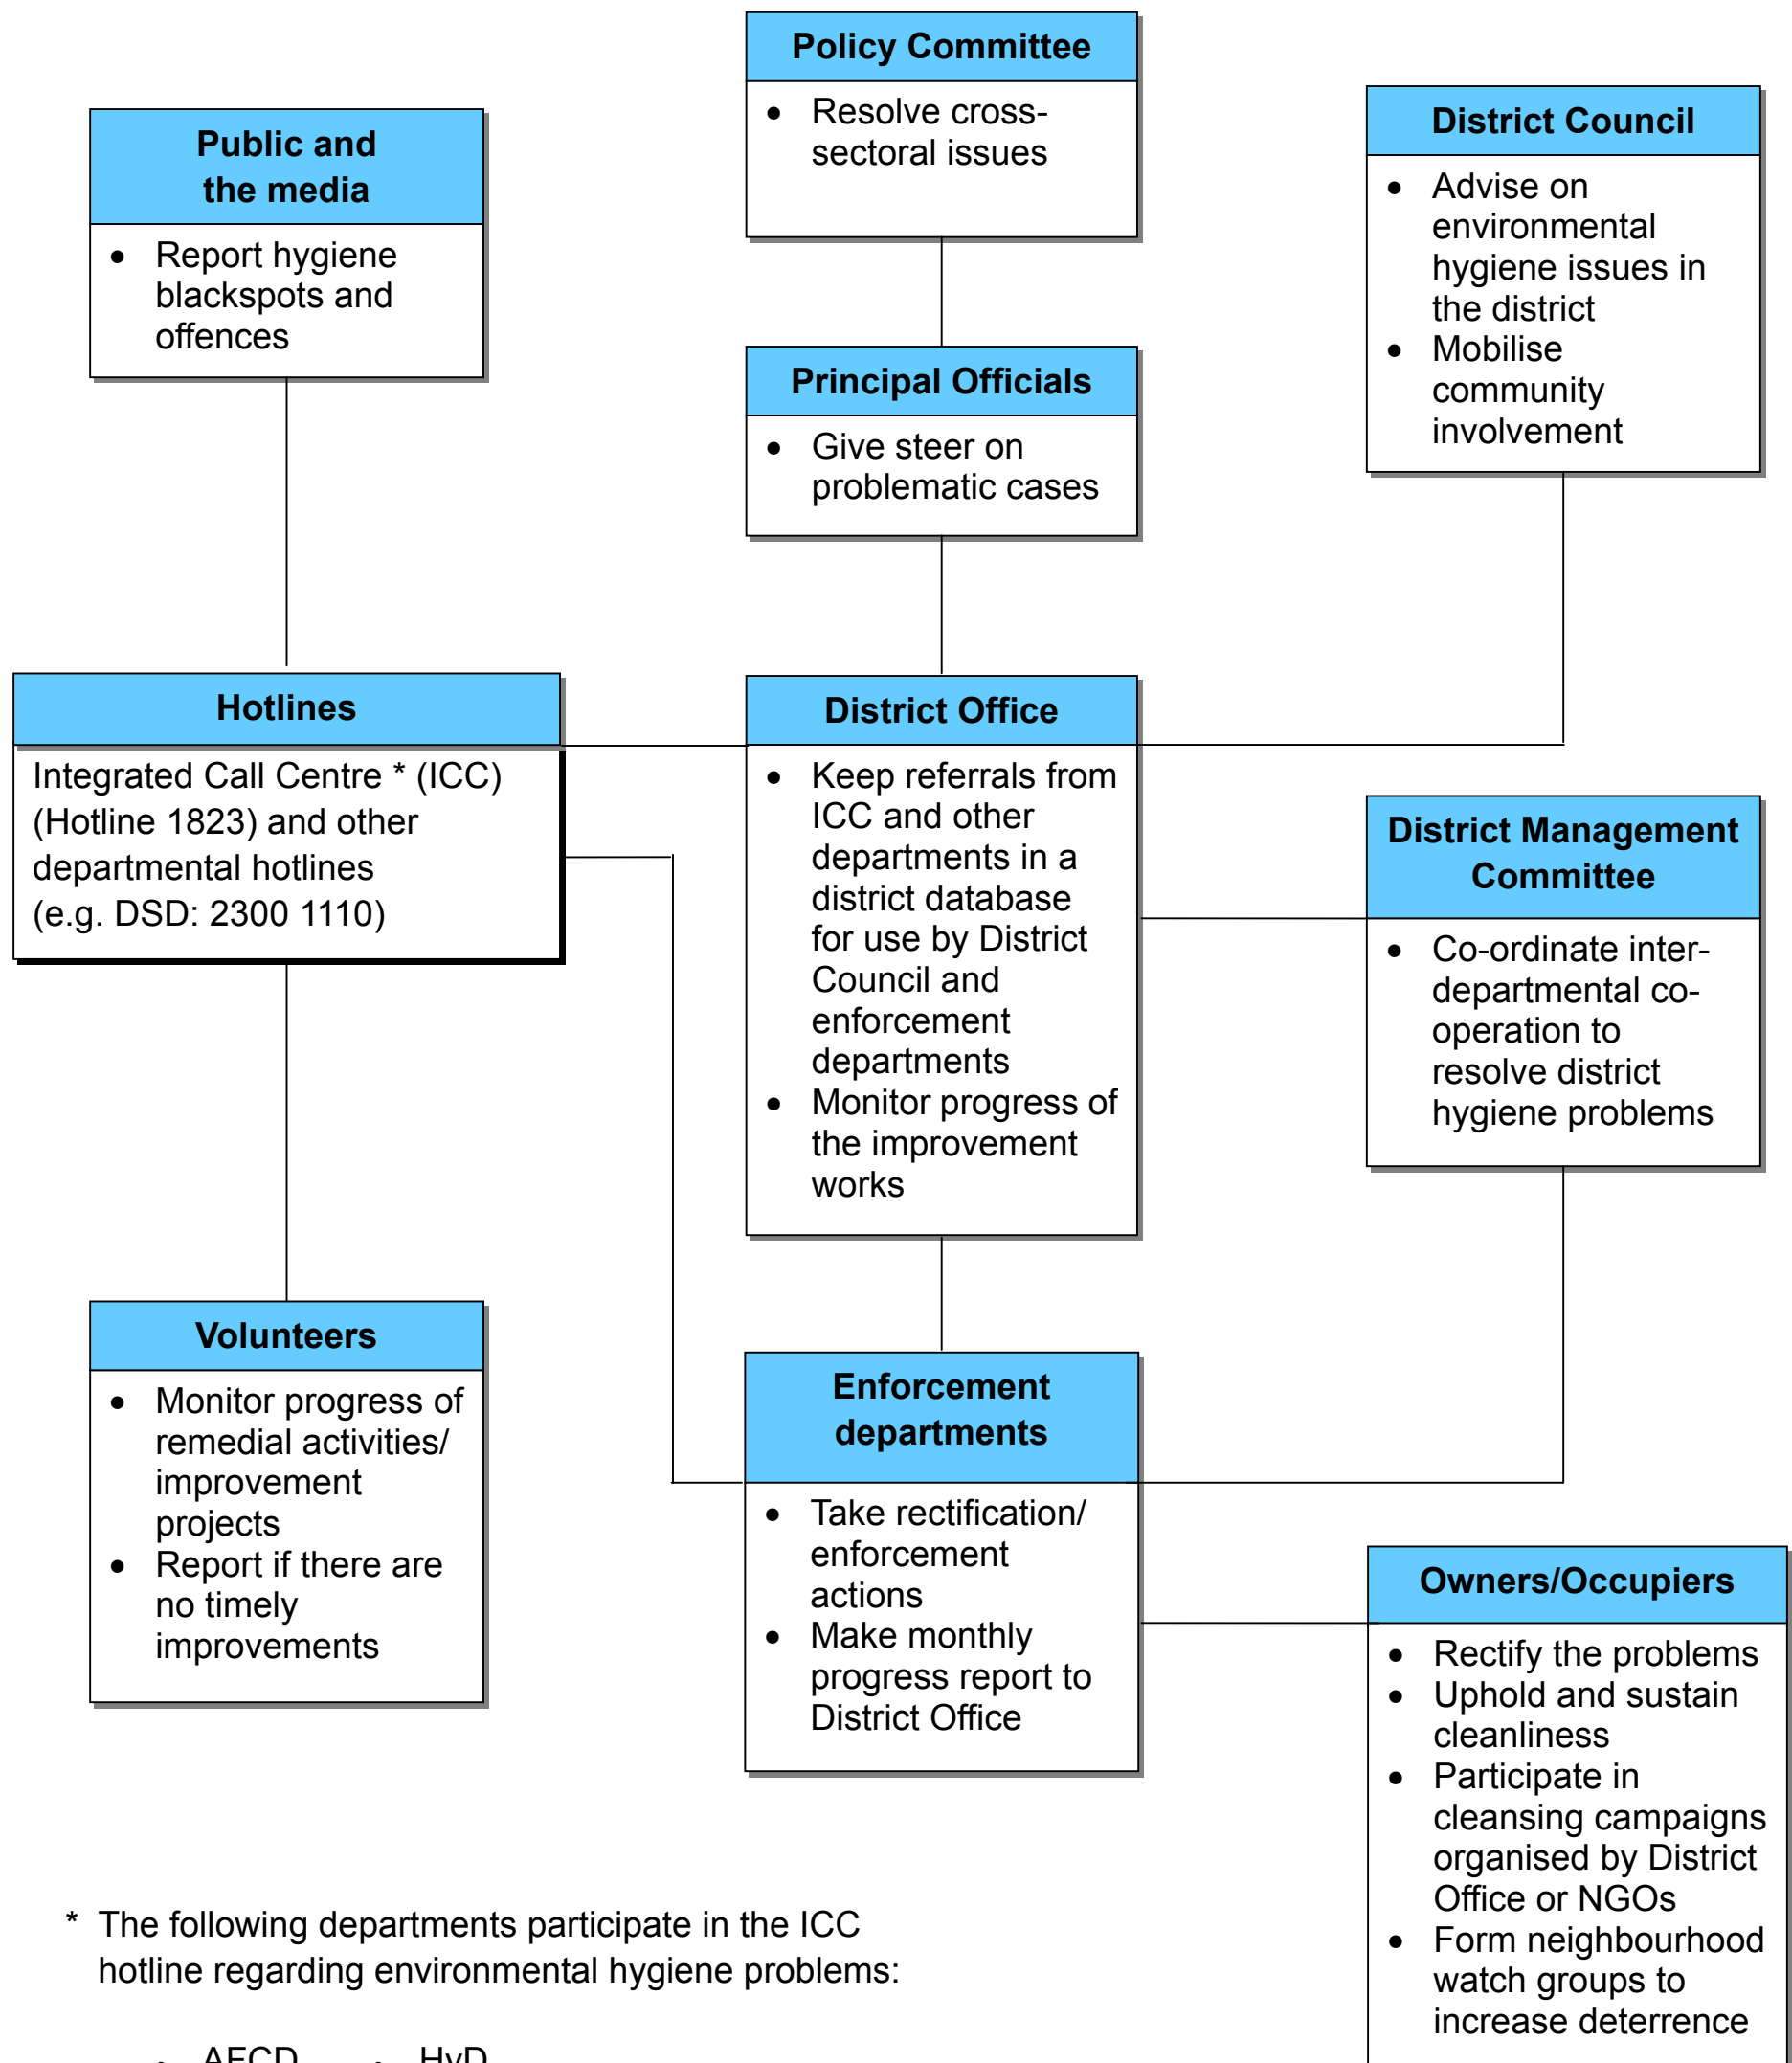 Policy Committee
• Resolve cross-
sectoral issues
Public and
the media
• Report hygiene
blackspots and
offences
District Council
• Advise on
environmental
hygiene issues in
the district
• Mobilise
community
involvement
Principal Officials
• Give steer on
problematic cases
Hotlines
Integrated Call Centre * (ICC)
(Hotline 1823) and other
departmental hotlines
(e.g. DSD: 2300 1110)
District Office
• Keep referrals from
ICC and other
departments in a
district database
for use by District
Council and
enforcement
departments
• Monitor progress of
the improvement
works
District Management
Committee
• Co-ordinate inter-
departmental co-
operation to
resolve district
hygiene problems
Volunteers
• Monitor progress of
remedial activities/
improvement
projects
• Report if there are
no timely
improvements
Enforcement
departments
• Take rectification/
enforcement
actions
• Make monthly
progress report to
District Office
Owners/Occupiers
• Rectify the problems
• Uphold and sustain
cleanliness
• Participate in
cleansing campaigns
organised by District
Office or NGOs
• Form neighbourhood
watch groups to
increase deterrence
* The following departments participate in the ICC
hotline regarding environmental hygiene problems:
• AFCD • HyD